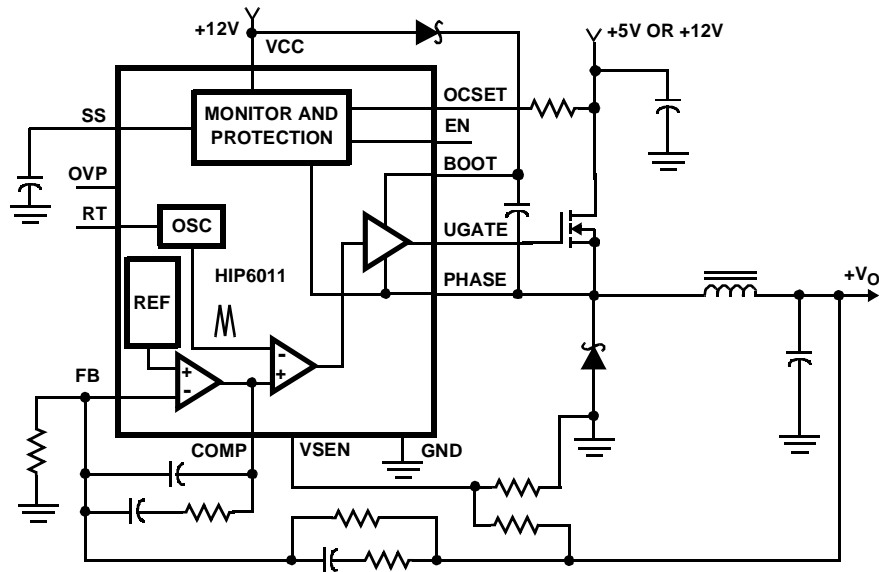 +12V
VCC
+5V OR +12V
SS
MONITOR AND
PROTECTION
OCSET
EN
OVP
BOOT
RT
OSC
UGATE
HIP6011
PHASE
+VO
REF
FB
+
-
-
+
COMP
VSEN
GND